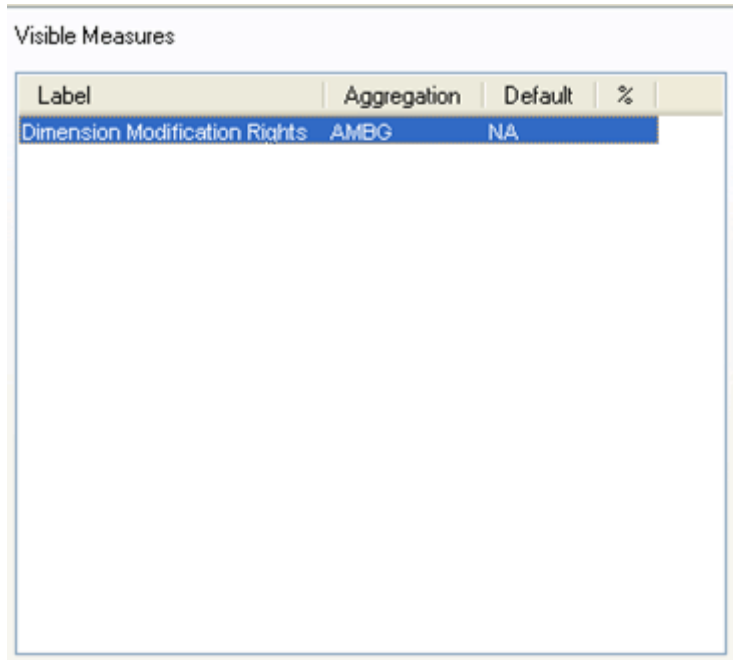 Visible Measures
Label Aggregation Default %
Dimension Modification Rights AMBG NA